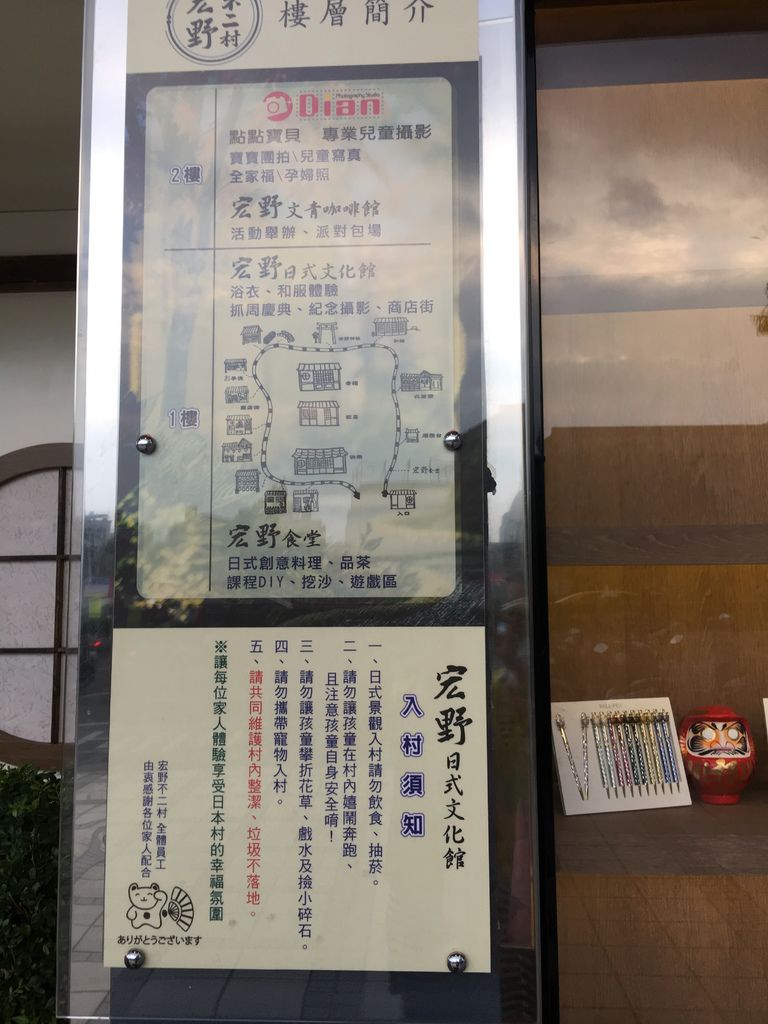 宏野
不二村
樓層簡介
Photography Studio
Dian
點點寶貝 專業兒童攝影
寶寶團拍\兒童寫真
全家福\孕婦照
2樓
宏野文青咖啡館
活動舉辦、派對包場
宏野日式文化館
浴衣、和服體驗
抓周慶典、紀念攝影、商店街
1樓
宏野食堂
入口
宏野食堂
日式創意料理、品茶
課程DIY、挖沙、遊戲區
宏野日式文化館
入村須知
一、日式景觀入村請勿飲食、抽菸。
二、請勿讓孩童在村內嬉鬧奔跑、
且注意孩童自身安全唷！
三、請勿讓孩童攀折花草、戲水及撿小碎石。
四、請勿攜帶寵物入村。
五、請共同維護村內整潔、垃圾不落地。
※讓每位家人體驗享受日本村的幸福氛圍
宏野不二村 全體員工
由衷感謝各位家人配合
ありがとうございます